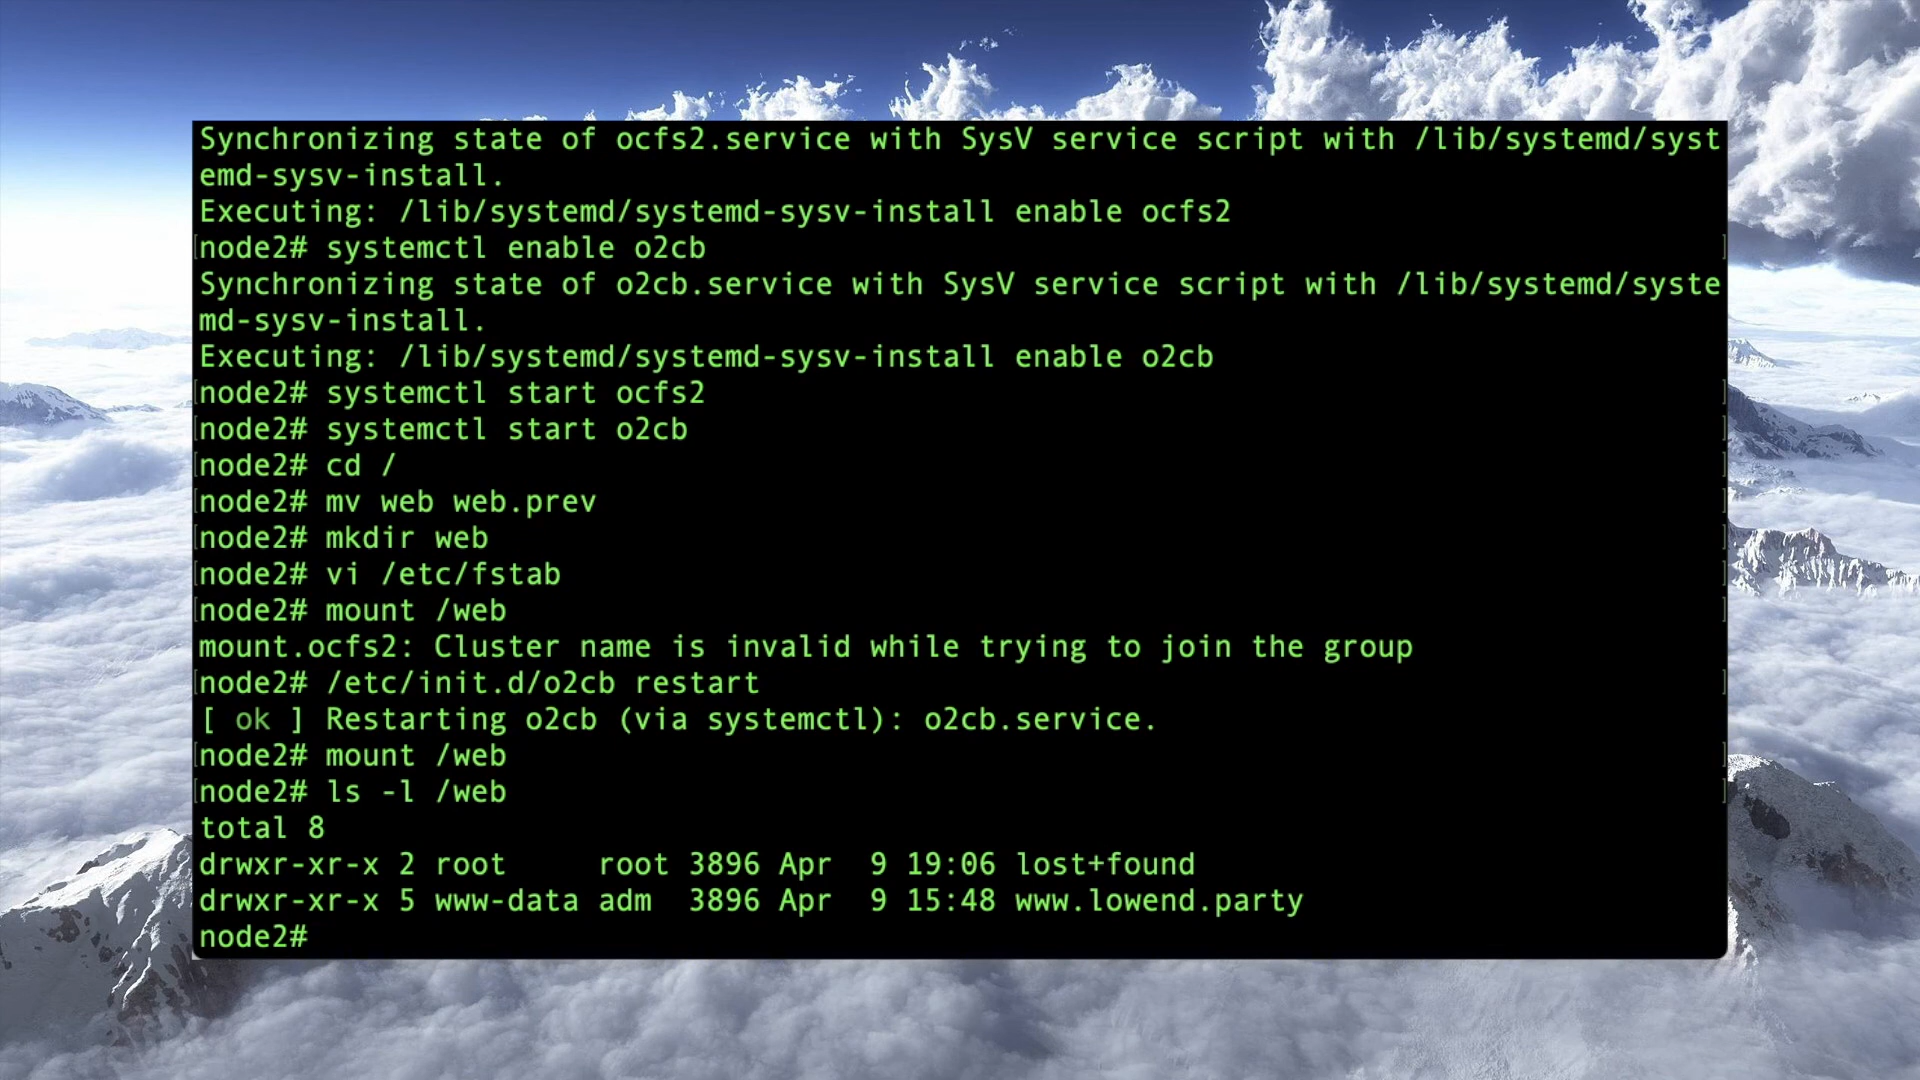 Synchronizing state of ocfs2.service with SysV service script with /lib/systemd/syst
emd-sysv-install.
Executing: /lib/systemd/systemd-sysv-install enable ocfs2
[node2# systemctl enable o2cb ]
Synchronizing state of o2cb.service with SysV service script with /lib/systemd/syste
md-sysv-install.
Executing: /lib/systemd/systemd-sysv-install enable o2cb
[node2# systemctl start ocfs2 ]
[node2# systemctl start o2cb ]
[node2# cd / ]
[node2# mv web web.prev ]
[node2# mkdir web ]
[node2# vi /etc/fstab ]
[node2# mount /web ]
mount.ocfs2: Cluster name is invalid while trying to join the group
[node2# /etc/init.d/o2cb restart ]
[ ok ] Restarting o2cb (via systemctl): o2cb.service.
[node2# mount /web ]
[node2# ls -l /web ]
total 8
drwxr-xr-x 2 root     root 3896 Apr  9 19:06 lost+found
drwxr-xr-x 5 www-data adm  3896 Apr  9 15:48 www.lowend.party
node2#